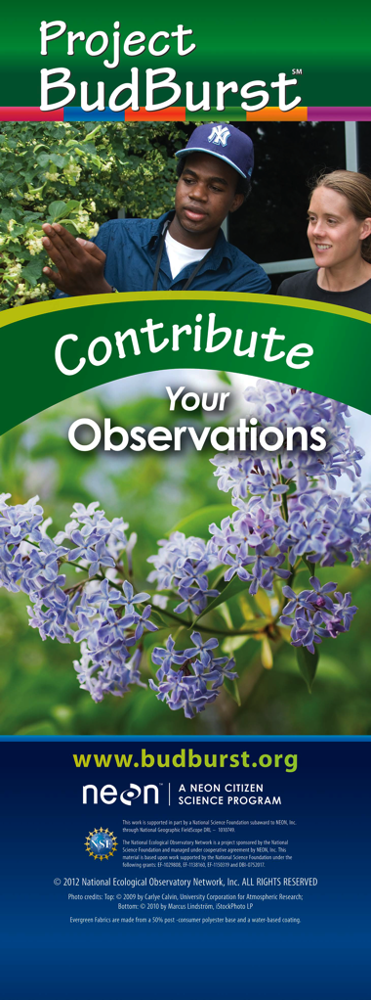 Project
BudBurst℠
NY
Contribute
Your
Observations
www.budburst.org
neon™ | A NEON CITIZEN
SCIENCE PROGRAM
NSF
This work is supported in part by a National Science Foundation subaward to NEON, Inc.
through National Geographic FieldScope DRL – 1010749.
The National Ecological Observatory Network is a project sponsored by the National
Science Foundation and managed under cooperative agreement by NEON, Inc. This
material is based upon work supported by the National Science Foundation under the
following grants: EF-1029808, EF-1138160, EF-1150319 and DBI-0752017.
© 2012 National Ecological Observatory Network, Inc. ALL RIGHTS RESERVED
Photo credits: Top: © 2009 by Carlye Calvin, University Corporation for Atmospheric Research;
Bottom: © 2010 by Marcus Lindström, iStockPhoto LP
Evergreen Fabrics are made from a 50% post -consumer polyester base and a water-based coating.